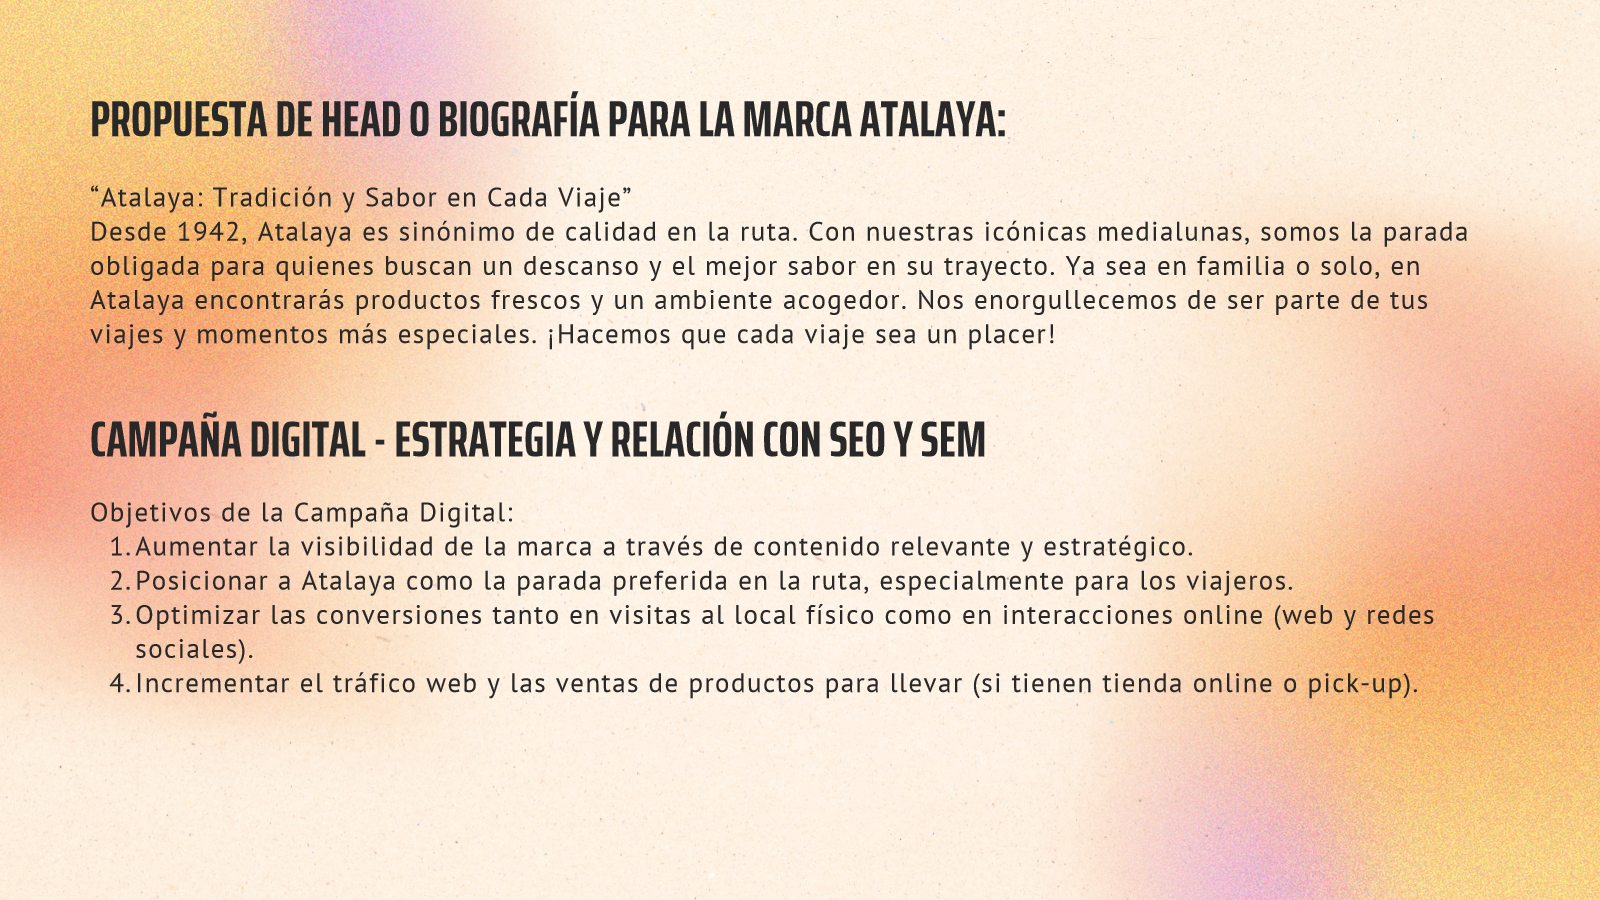 PROPUESTA DE HEAD O BIOGRAFÍA PARA LA MARCA ATALAYA:
“Atalaya: Tradición y Sabor en Cada Viaje”
Desde 1942, Atalaya es sinónimo de calidad en la ruta. Con nuestras icónicas medialunas, somos la parada
obligada para quienes buscan un descanso y el mejor sabor en su trayecto. Ya sea en familia o solo, en
Atalaya encontrarás productos frescos y un ambiente acogedor. Nos enorgullecemos de ser parte de tus
viajes y momentos más especiales. ¡Hacemos que cada viaje sea un placer!
CAMPAÑA DIGITAL - ESTRATEGIA Y RELACIÓN CON SEO Y SEM
Objetivos de la Campaña Digital:
1. Aumentar la visibilidad de la marca a través de contenido relevante y estratégico.
2. Posicionar a Atalaya como la parada preferida en la ruta, especialmente para los viajeros.
3. Optimizar las conversiones tanto en visitas al local físico como en interacciones online (web y redes
sociales).
4. Incrementar el tráfico web y las ventas de productos para llevar (si tienen tienda online o pick-up).